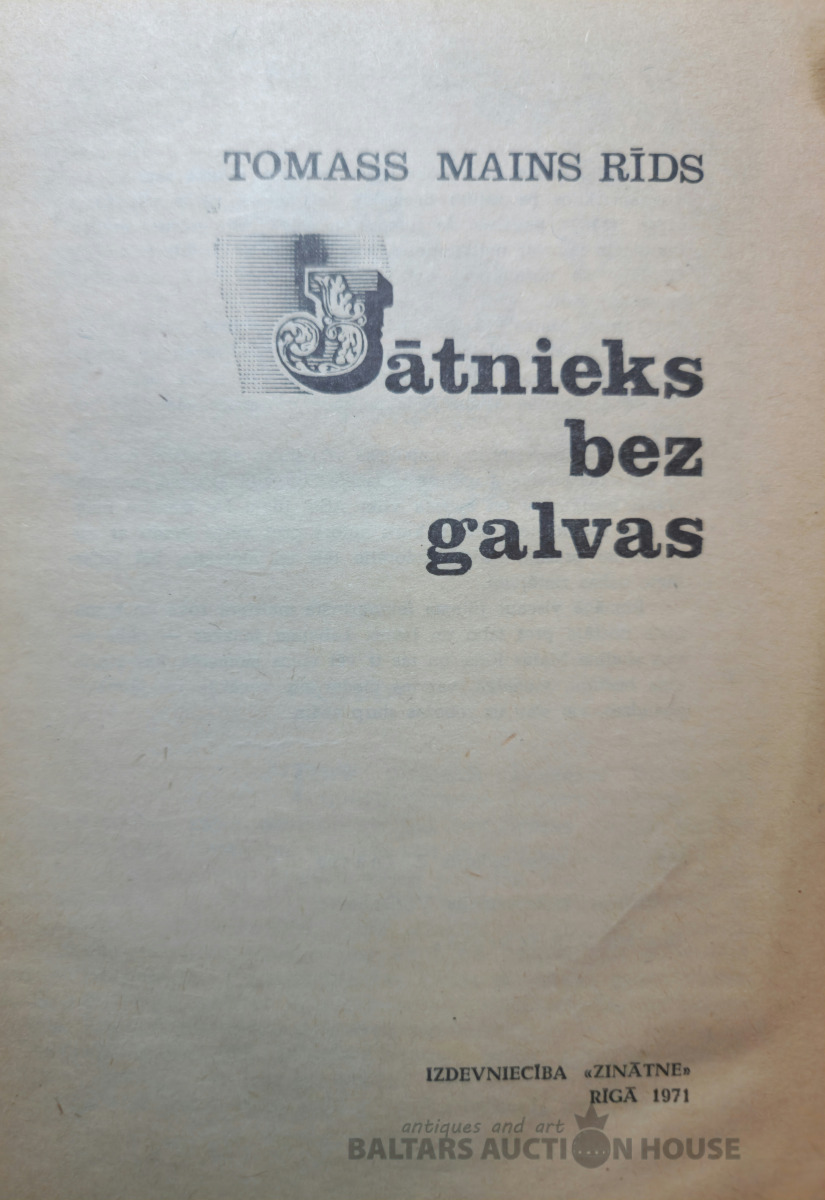 TOMASS MAINS RĪDS
Jātnieks
bez
galvas
IZDEVNIECĪBA «ZINĀTNE»
RĪGĀ 1971
antiques and art
BALTARS AUCTION HOUSE